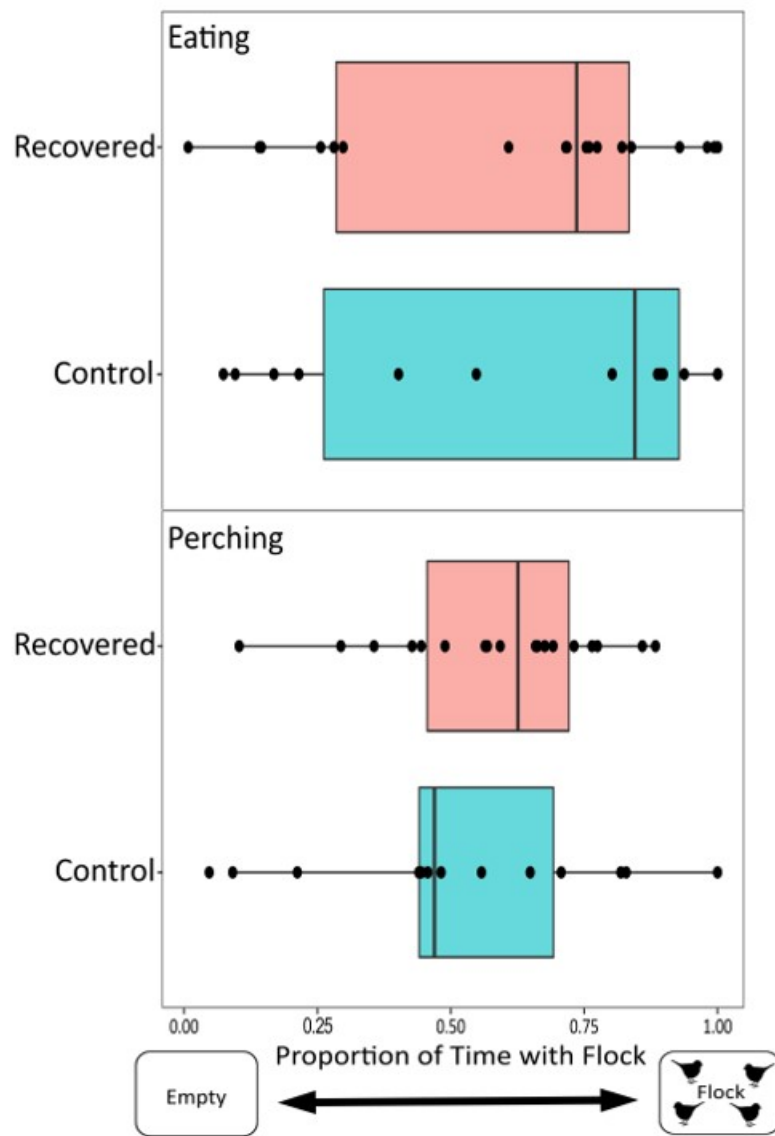 Eating
Recovered
Control
Perching
Recovered
Control
0.00 0.25 0.50 0.75 1.00
Proportion of Time with Flock
Empty
Flock